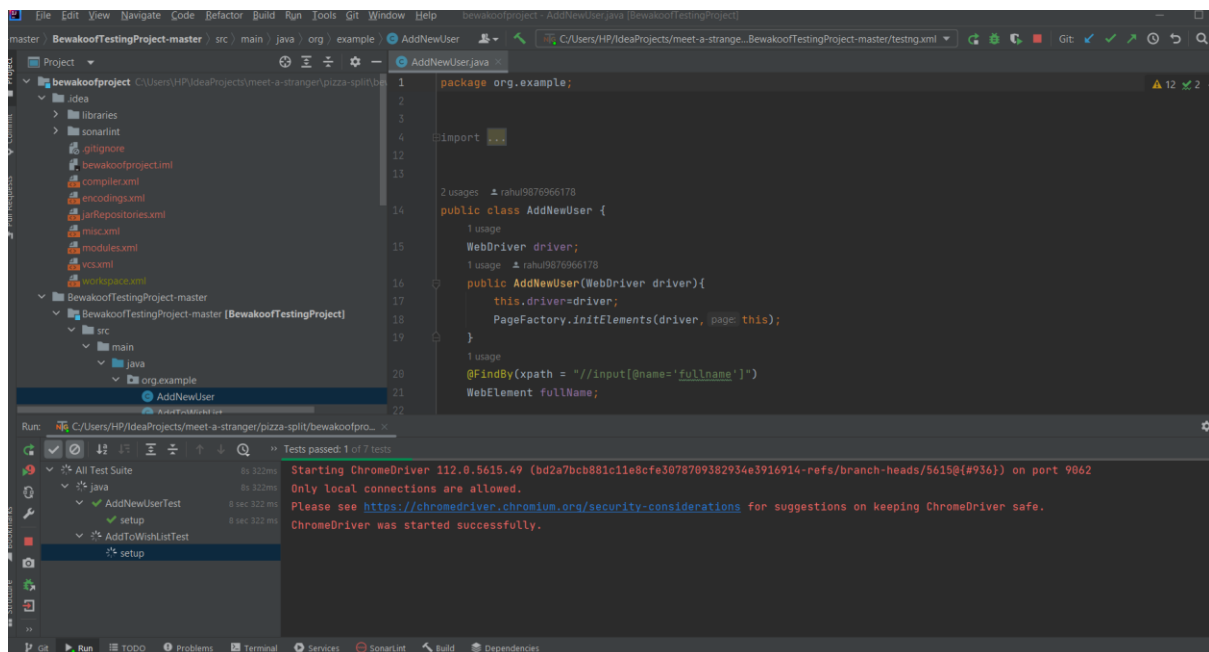 File Edit View Navigate Code Refactor Build Run Tools Git Window Help bewakoofproject - AddNewUser.java [BewakoofTestingProject]
master BewakoofTestingProject-master src main java org example AddNewUser C:/Users/HP/IdeaProjects/meet-a-strange...BewakoofTestingProject-master/testng.xml Git:
Project AddNewUser.java
bewakoofproject C:\Users\HP\IdeaProjects\meet-a-stranger\pizza-split\be
.idea
libraries
sonarlint
.gitignore
bewakoofproject.iml
compiler.xml
encodings.xml
jarRepositories.xml
misc.xml
modules.xml
vcs.xml
workspace.xml
BewakoofTestingProject-master
BewakoofTestingProject-master [BewakoofTestingProject]
src
main
java
org.example
AddNewUser
AddToWishList
Project
Commit
Pull Requests
1 package org.example; 12 2
2
3
4 import ...
12
13
2 usages rahul9876966178
14 public class AddNewUser {
1 usage
15 WebDriver driver;
1 usage rahul9876966178
16 public AddNewUser(WebDriver driver){
17 this.driver=driver;
18 PageFactory.initElements(driver, page: this);
19 }
1 usage
20 @FindBy(xpath = "//input[@name='fullname']")
21 WebElement fullName;
22
Run: C:/Users/HP/IdeaProjects/meet-a-stranger/pizza-split/bewakoofpro...
Tests passed: 1 of 7 tests
All Test Suite 8s 322ms
java 8s 322ms
AddNewUserTest 8 sec 322 ms
setup 8 sec 322 ms
AddToWishListTest
setup
Starting ChromeDriver 112.0.5615.49 (bd2a7bcb881c11e8cfe3078709382934e3916914-refs/branch-heads/5615@{#936}) on port 9062
Only local connections are allowed.
Please see https://chromedriver.chromium.org/security-considerations for suggestions on keeping ChromeDriver safe.
ChromeDriver was started successfully.
Bookmarks
Structure
Git Run TODO Problems Terminal Services SonarLint Build Dependencies